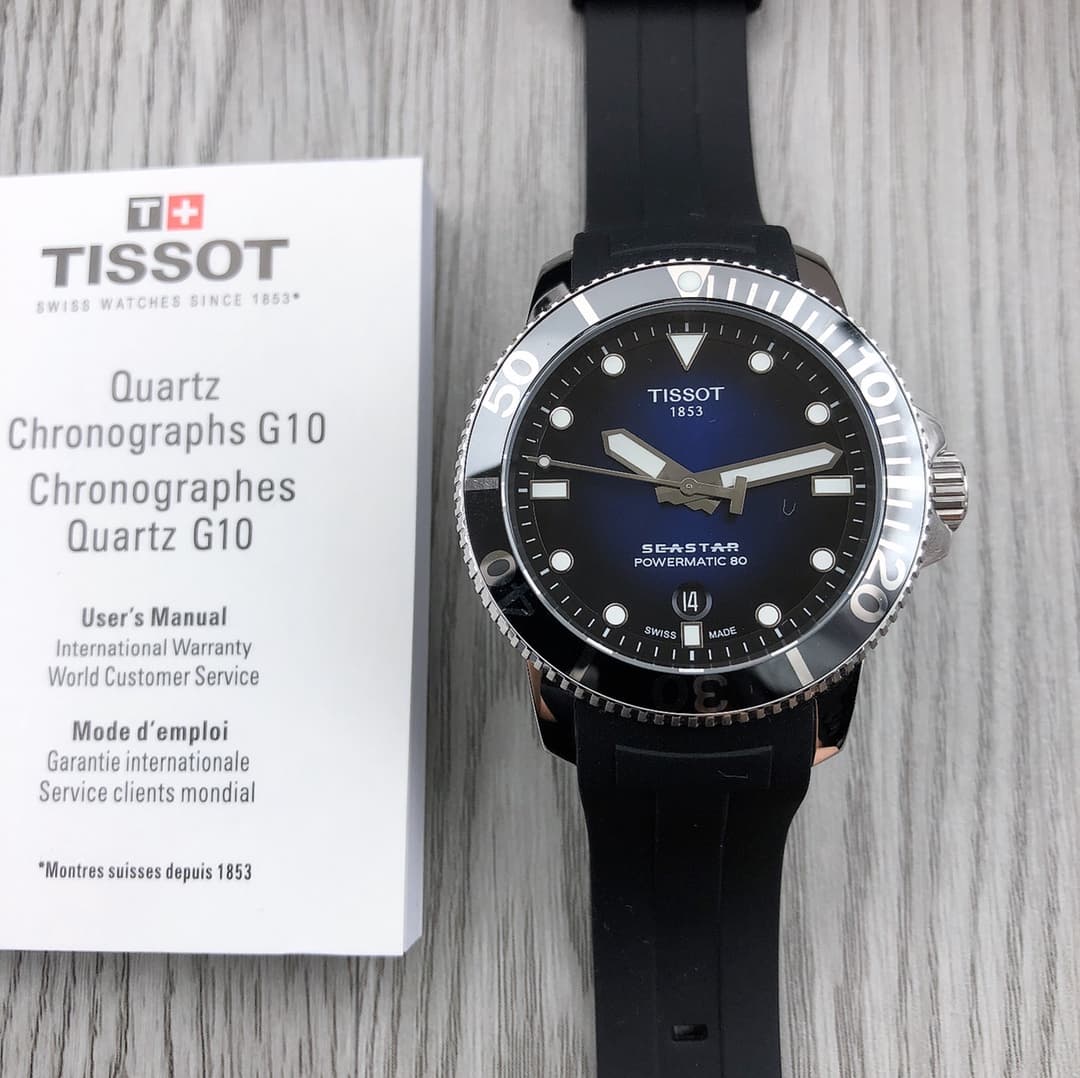 T+
TISSOT
SWISS WATCHES SINCE 1853*
Quartz
Chronographs G10
Chronographes
Quartz G10
User's Manual
International Warranty
World Customer Service
Mode d'emploi
Garantie internationale
Service clients mondial
*Montres suisses depuis 1853
TISSOT
1853
SEASTAR
POWERMATIC 80
14
SWISS MADE
10
20
30
40
50